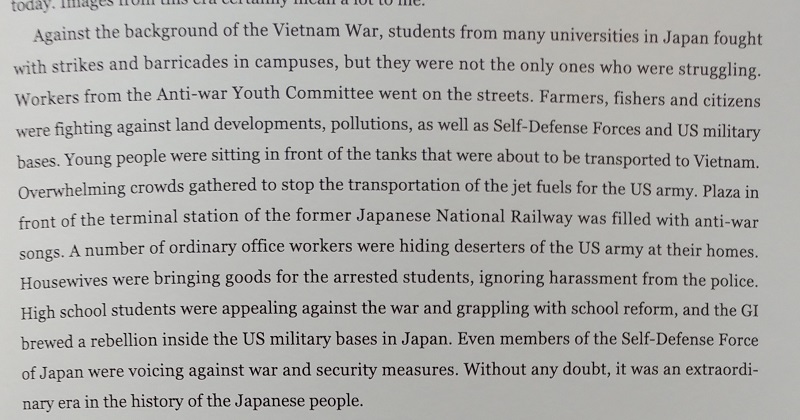 today. Images from this era certainly mean a lot to me.
Against the background of the Vietnam War, students from many universities in Japan fought
with strikes and barricades in campuses, but they were not the only ones who were struggling.
Workers from the Anti-war Youth Committee went on the streets. Farmers, fishers and citizens
were fighting against land developments, pollutions, as well as Self-Defense Forces and US military
bases. Young people were sitting in front of the tanks that were about to be transported to Vietnam.
Overwhelming crowds gathered to stop the transportation of the jet fuels for the US army. Plaza in
front of the terminal station of the former Japanese National Railway was filled with anti-war
songs. A number of ordinary office workers were hiding deserters of the US army at their homes.
Housewives were bringing goods for the arrested students, ignoring harassment from the police.
High school students were appealing against the war and grappling with school reform, and the GI
brewed a rebellion inside the US military bases in Japan. Even members of the Self-Defense Force
of Japan were voicing against war and security measures. Without any doubt, it was an extraordi-
nary era in the history of the Japanese people.